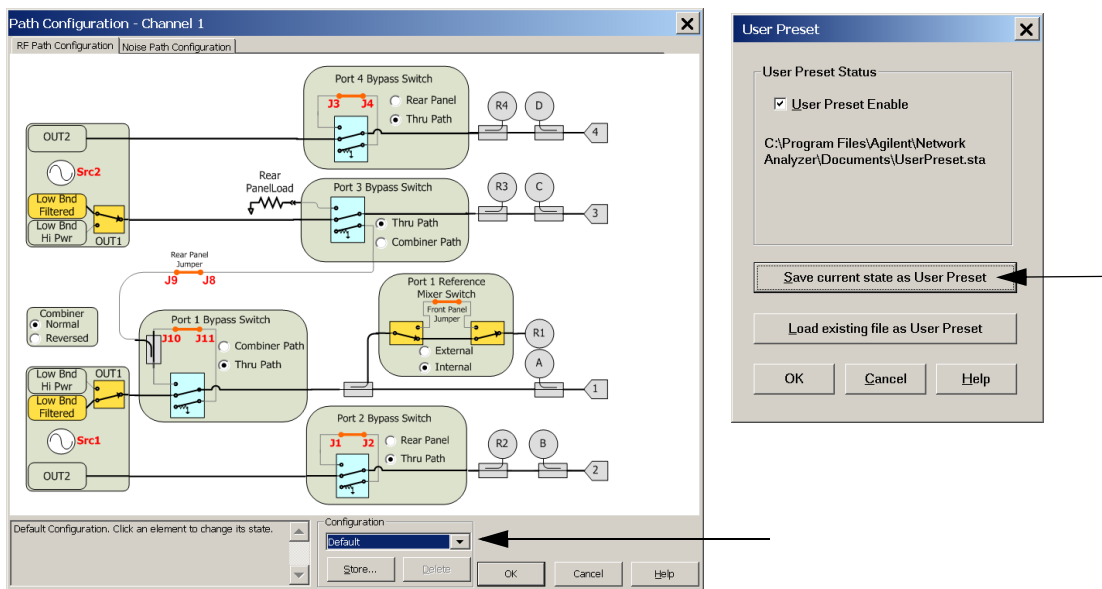 Path Configuration - Channel 1
RF Path Configuration
Noise Path Configuration
Port 4 Bypass Switch
J3
J4
Rear Panel
Thru Path
R4
D
4
OUT2
Src2
Low Bnd
Filtered
Low Bnd
Hi Pwr
OUT1
Rear
PanelLoad
Port 3 Bypass Switch
Thru Path
Combiner Path
R3
C
3
Rear Panel
Jumper
J9
J8
Combiner
Normal
Reversed
Port 1 Bypass Switch
J10
J11
Combiner Path
Thru Path
Port 1 Reference
Mixer Switch
Front Panel
Jumper
External
Internal
R1
A
1
Low Bnd
Hi Pwr
OUT1
Low Bnd
Filtered
Src1
OUT2
Port 2 Bypass Switch
J1
J2
Rear Panel
Thru Path
R2
B
2
Default Configuration. Click an element to change its state.
Configuration
Default
Store...
Delete
OK
Cancel
Help
User Preset
User Preset Status
User Preset Enable
C:\Program Files\Agilent\Network
Analyzer\Documents\UserPreset.sta
Save current state as User Preset
Load existing file as User Preset
OK
Cancel
Help